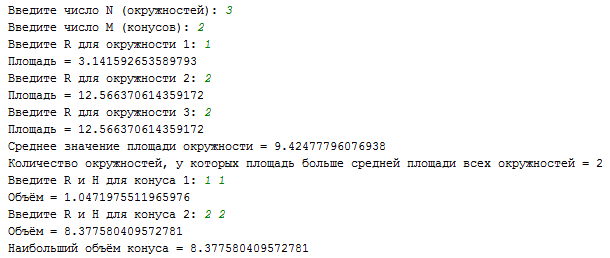 Введите число N (окружностей): 3
Введите число M (конусов): 2
Введите R для окружности 1: 1
Площадь = 3.141592653589793
Введите R для окружности 2: 2
Площадь = 12.566370614359172
Введите R для окружности 3: 2
Площадь = 12.566370614359172
Среднее значение площади окружности = 9.42477796076938
Количество окружностей, у которых площадь больше средней площади всех окружностей = 2
Введите R и H для конуса 1: 1 1
Объём = 1.0471975511965976
Введите R и H для конуса 2: 2 2
Объём = 8.377580409572781
Наибольший объём конуса = 8.377580409572781